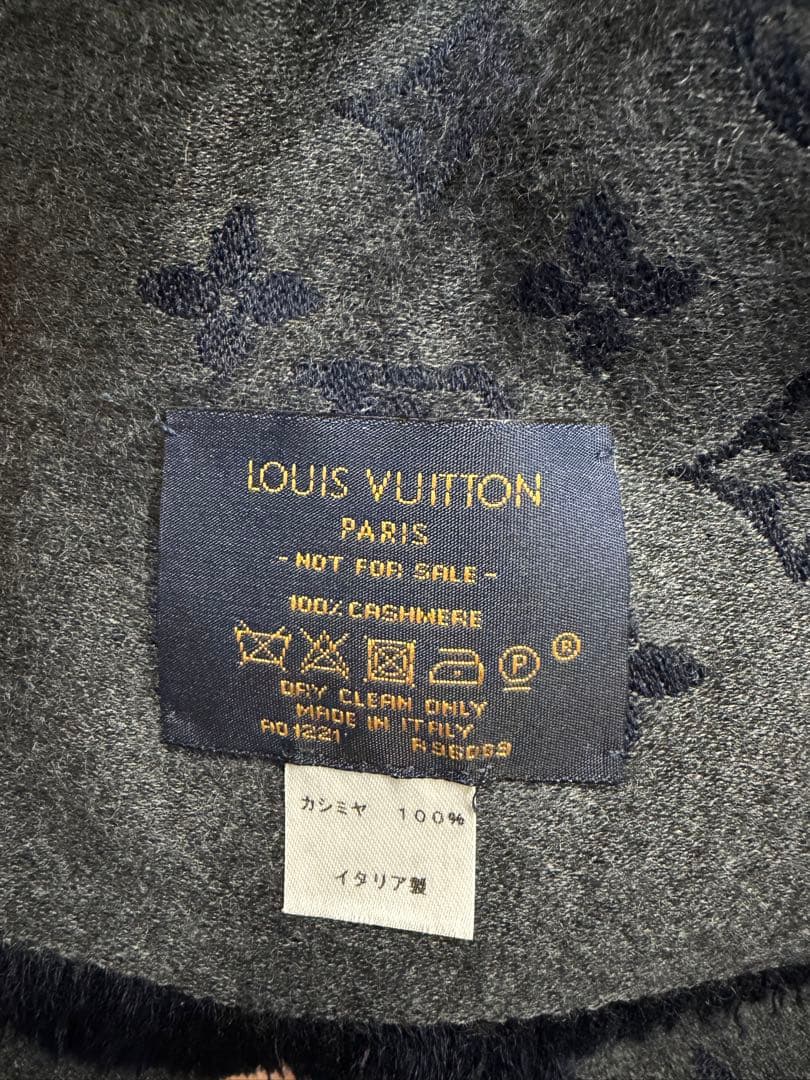 LOUIS VUITTON
PARIS
- NOT FOR SALE -
100% CASHMERE
P ®
DRY CLEAN ONLY
MADE IN ITALY
AO1221
カシミヤ 100%
イタリア製